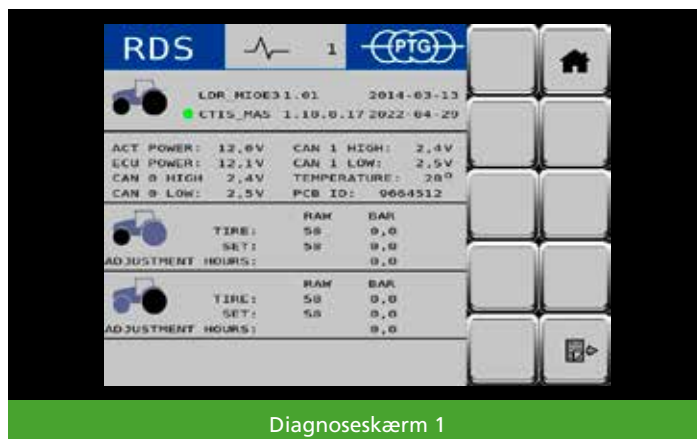 RDS 1 PTG
LDR_MIOE3 1.01 2014-03-13
CTIS_MAS 1.10.0.17 2022-04-29
ACT POWER: 12,0V CAN 1 HIGH: 2,4V
ECU POWER: 12,1V CAN 1 LOW: 2,5V
CAN 0 HIGH 2,4V TEMPERATURE: 28°
CAN 0 LOW: 2,5V PCB ID: 9664512
RAW BAR
TIRE: 58 0,0
SET: 58 0,0
ADJUSTMENT HOURS: 0,0
RAW BAR
TIRE: 58 0,0
SET: 58 0,0
ADJUSTMENT HOURS: 0,0
Diagnoseskærm 1